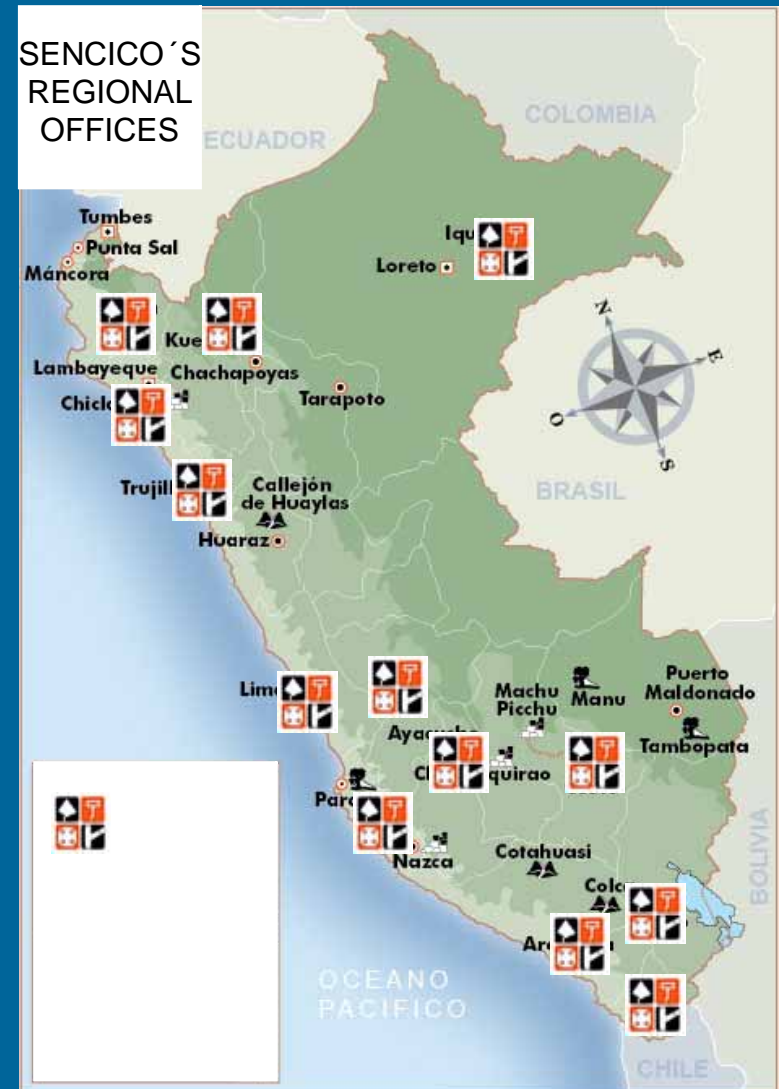 SENCICO´S
REGIONAL
OFFICES
ECUADOR
COLOMBIA
Tumbes
Punta Sal
Máncora
Loreto
Lambayeque
Chachapoyas
Tarapoto
BRASIL
N
E
O
S
Callejón
de Huaylas
Huaraz
Machu
Picchu
Manu
Puerto
Maldonado
Tambopata
Nazca
Cotahuasi
BOLIVIA
OCEANO
PACIFICO
CHILE